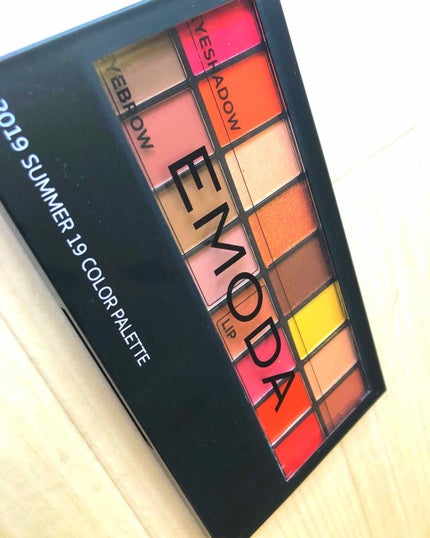 EYESHADOW
EYEBROW
EMODA
LIP
2019 SUMMER 19 COLOR PALETTE